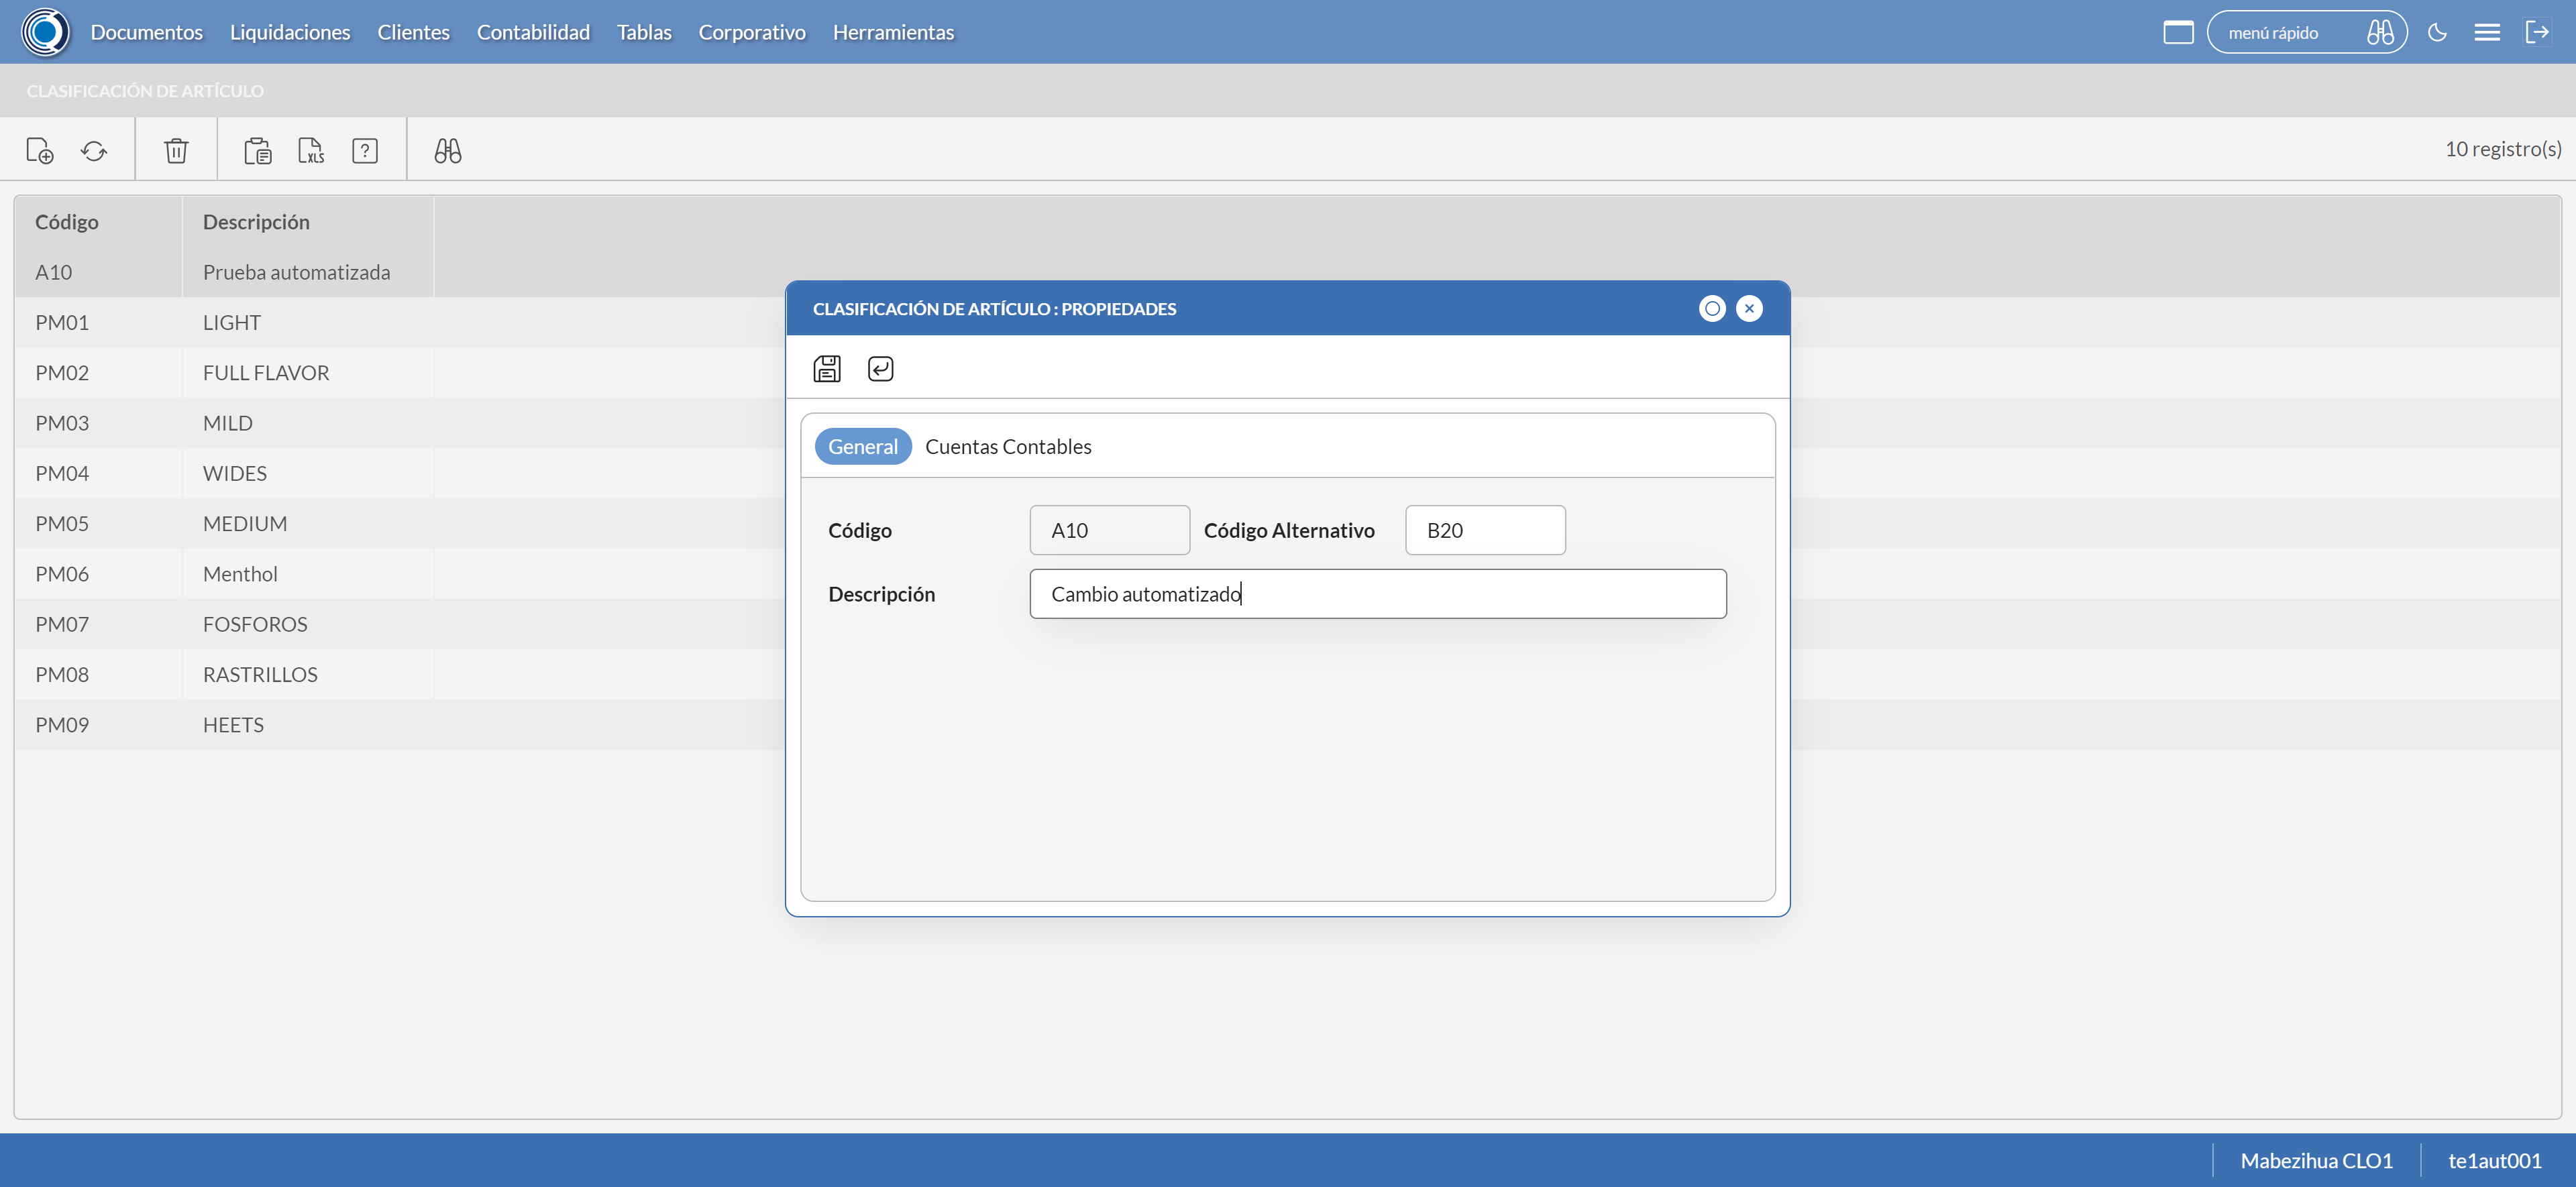 Documentos Liquidaciones Clientes Contabilidad Tablas Corporativo Herramientas menú rápido
CLASIFICACIÓN DE ARTÍCULO
XLS ? 10 registro(s)
Código Descripción
A10 Prueba automatizada
PM01 LIGHT
PM02 FULL FLAVOR
PM03 MILD
PM04 WIDES
PM05 MEDIUM
PM06 Menthol
PM07 FOSFOROS
PM08 RASTRILLOS
PM09 HEETS
CLASIFICACIÓN DE ARTÍCULO : PROPIEDADES
General Cuentas Contables
Código A10 Código Alternativo B20
Descripción Cambio automatizado
Mabezihua CLO1 te1aut001